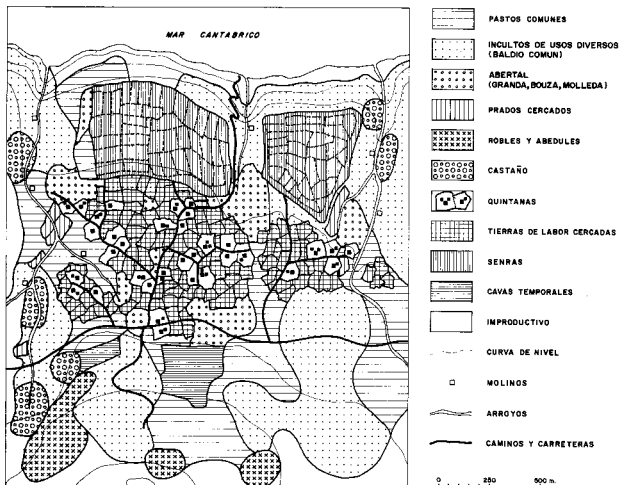 MAR CANTABRICO
PASTOS COMUNES
INCULTOS DE USOS DIVERSOS
(BALDIO COMUN)
ABERTAL
(GRANDA, BOUZA, MOLLEDA)
PRADOS CERCADOS
ROBLES Y ABEDULES
CASTAÑO
QUINTANAS
TIERRAS DE LABOR CERCADAS
SENRAS
CAVAS TEMPORALES
IMPRODUCTIVO
CURVA DE NIVEL
MOLINOS
ARROYOS
CAMINOS Y CARRETERAS
0 250 500 m.